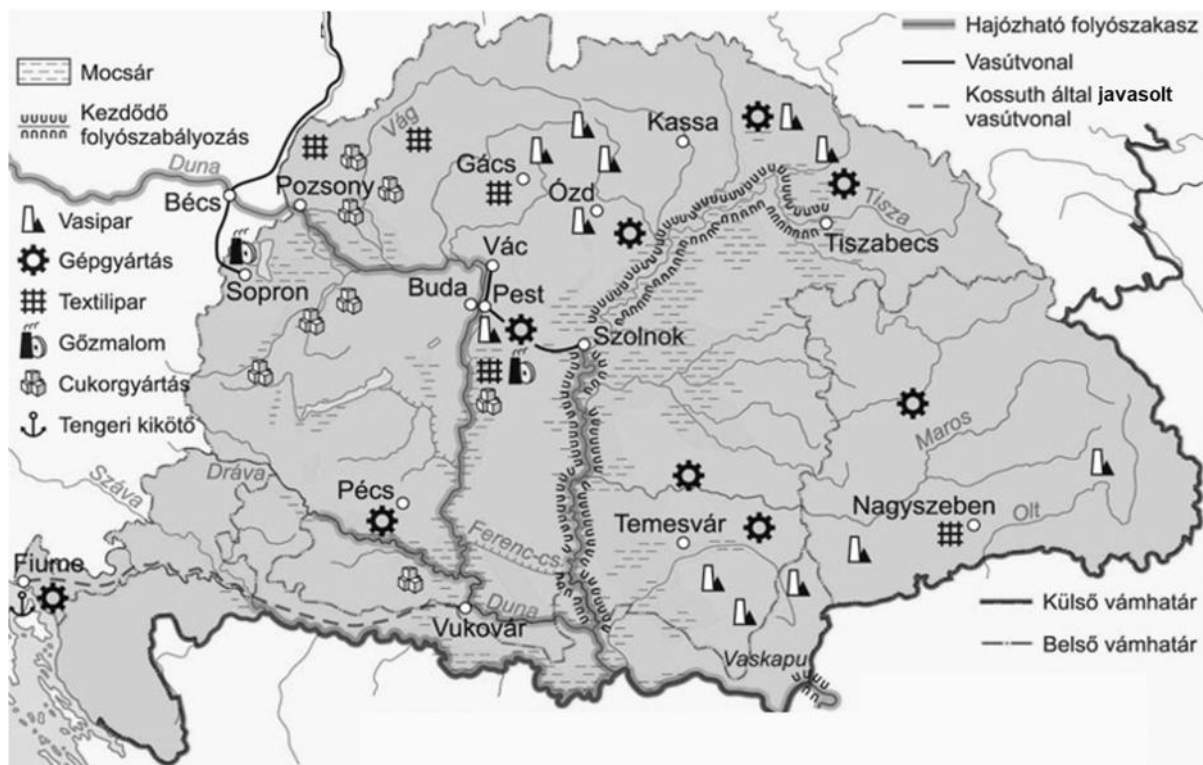 Mocsár
Kezdődő
folyószabályozás
Vasipar
Gépgyártás
Textilipar
Gőzmalom
Cukorgyártás
Tengeri kikötő
Hajózható folyószakasz
Vasútvonal
Kossuth által javasolt
vasútvonal
Duna
Vág
Bécs
Pozsony
Gács
Kassa
Ózd
Tisza
Tiszabecs
Sopron
Vác
Buda
Pest
Szolnok
Maros
Száva
Dráva
Pécs
Ferenc-cs.
Temesvár
Nagyszeben
Olt
Fiume
Duna
Vukovár
Vaskapu
Külső vámhatár
Belső vámhatár